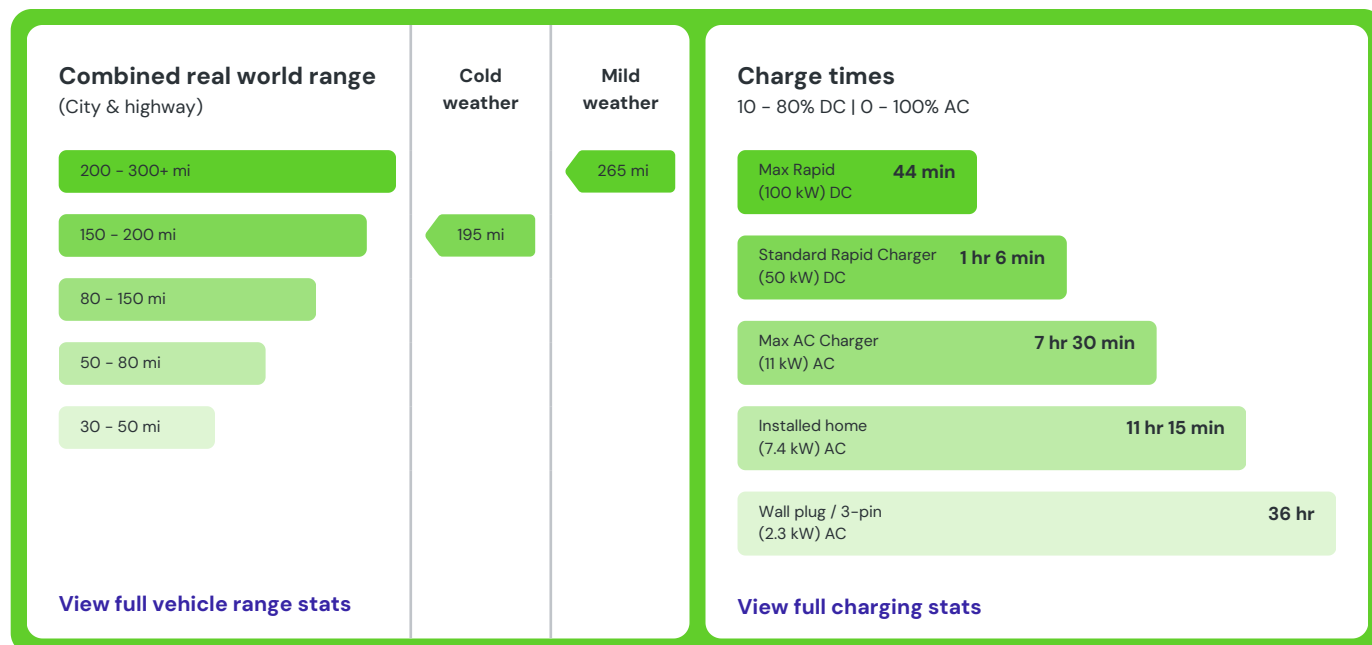 Combined real world range
(City & highway)
Cold
weather
Mild
weather
200 - 300+ mi
265 mi
150 - 200 mi
195 mi
80 - 150 mi
50 - 80 mi
30 - 50 mi
View full vehicle range stats
Charge times
10 - 80% DC | 0 - 100% AC
Max Rapid
(100 kW) DC
44 min
Standard Rapid Charger
(50 kW) DC
1 hr 6 min
Max AC Charger
(11 kW) AC
7 hr 30 min
Installed home
(7.4 kW) AC
11 hr 15 min
Wall plug / 3-pin
(2.3 kW) AC
36 hr
View full charging stats